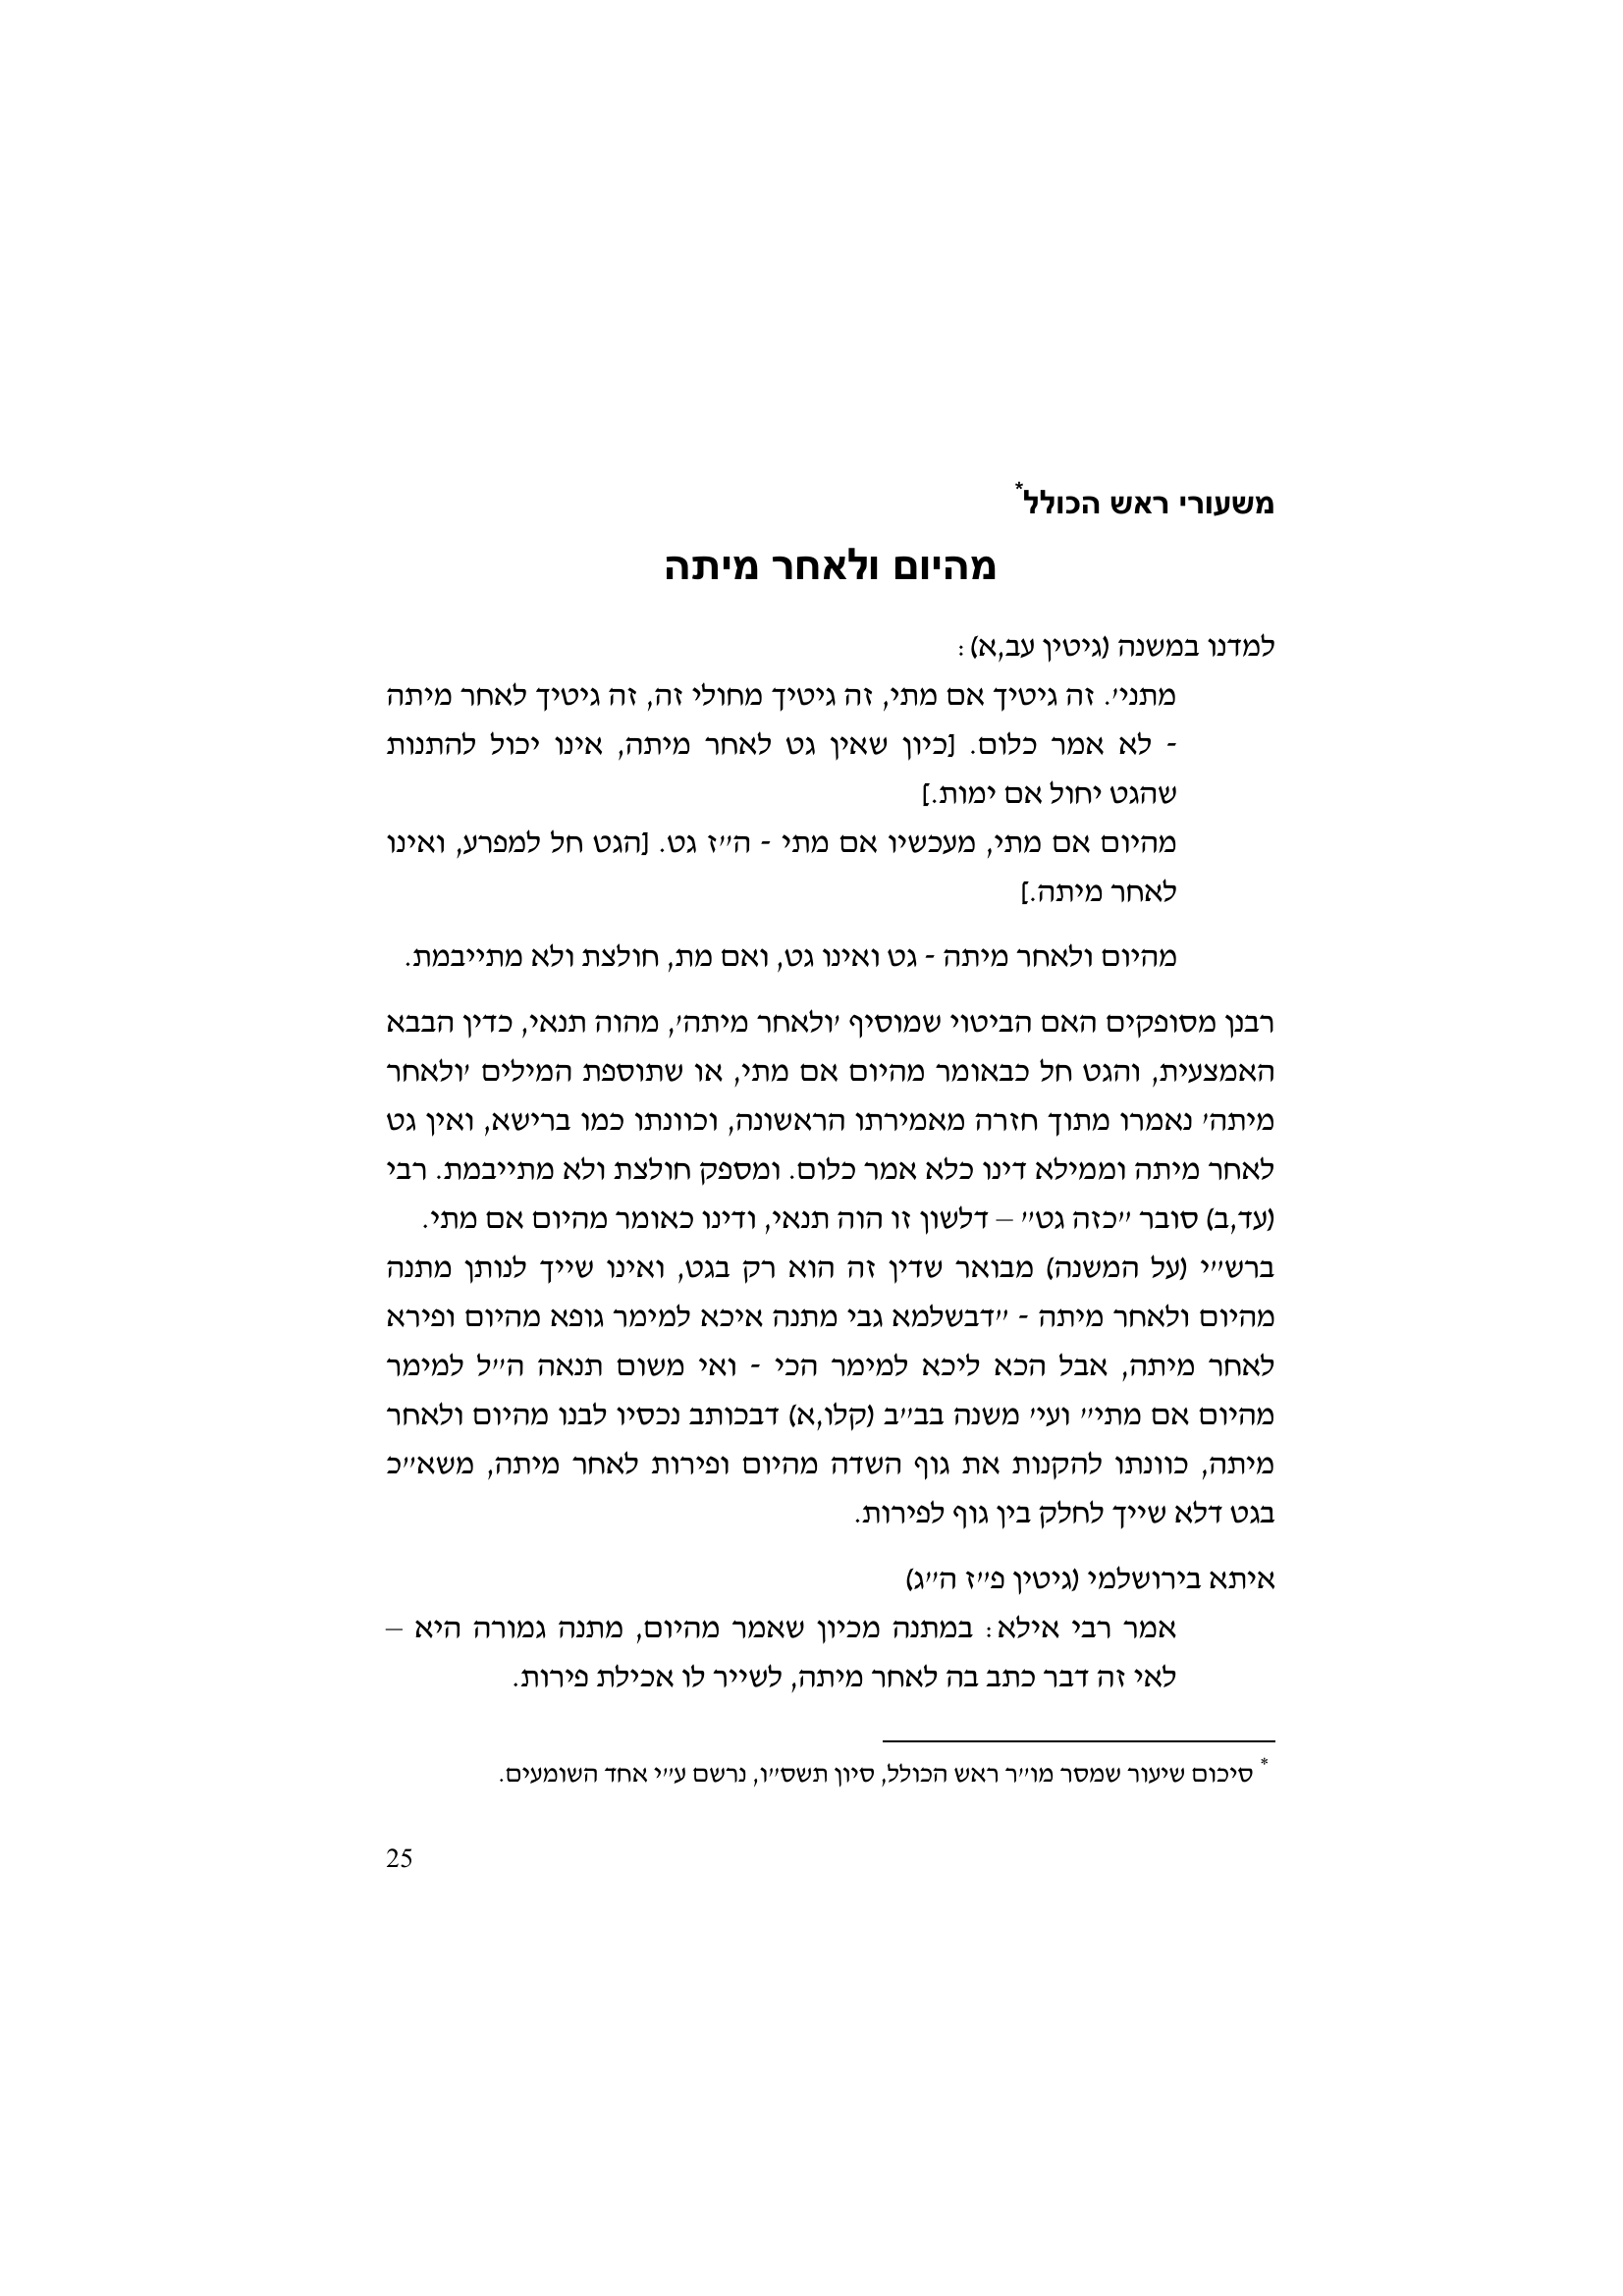 משעורי ראש הכולל*
מהיום ולאחר מיתה
למדנו במשנה (גיטין עב,א):
מתני'. זה גיטיך אם מתי, זה גיטיך מחולי זה, זה גיטיך לאחר מיתה
- לא אמר כלום. [כיון שאין גט לאחר מיתה, אינו יכול להתנות
שהגט יחול אם ימות.]
מהיום אם מתי, מעכשיו אם מתי - ה"ז גט. [הגט חל למפרע, ואינו
לאחר מיתה.]
מהיום ולאחר מיתה - גט ואינו גט, ואם מת, חולצת ולא מתייבמת.
רבנן מסופקים האם הביטוי שמוסיף 'ולאחר מיתה', מהוה תנאי, כדין הבבא
האמצעית, והגט חל כבאומר מהיום אם מתי, או שתוספת המילים 'ולאחר
מיתה' נאמרו מתוך חזרה מאמירתו הראשונה, וכוונתו כמו ברישא, ואין גט
לאחר מיתה וממילא דינו כלא אמר כלום. ומספק חולצת ולא מתייבמת. רבי
(עד,ב) סובר "כזה גט" – דלשון זו הוה תנאי, ודינו כאומר מהיום אם מתי.
ברש"י (על המשנה) מבואר שדין זה הוא רק בגט, ואינו שייך לנותן מתנה
מהיום ולאחר מיתה - "דבשלמא גבי מתנה איכא למימר גופא מהיום ופירא
לאחר מיתה, אבל הכא ליכא למימר הכי - ואי משום תנאה ה"ל למימר
מהיום אם מתי" ועי' משנה בב"ב (קלו,א) דבכותב נכסיו לבנו מהיום ולאחר
מיתה, כוונתו להקנות את גוף השדה מהיום ופירות לאחר מיתה, משא"כ
בגט דלא שייך לחלק בין גוף לפירות.
איתא בירושלמי (גיטין פ"ז ה"ג)
אמר רבי אילא: במתנה מכיון שאמר מהיום, מתנה גמורה היא –
לאי זה דבר כתב בה לאחר מיתה, לשייר לו אכילת פירות.
* סיכום שיעור שמסר מו"ר ראש הכולל, סיון תשס"ו, נרשם ע"י אחד השומעים.
25